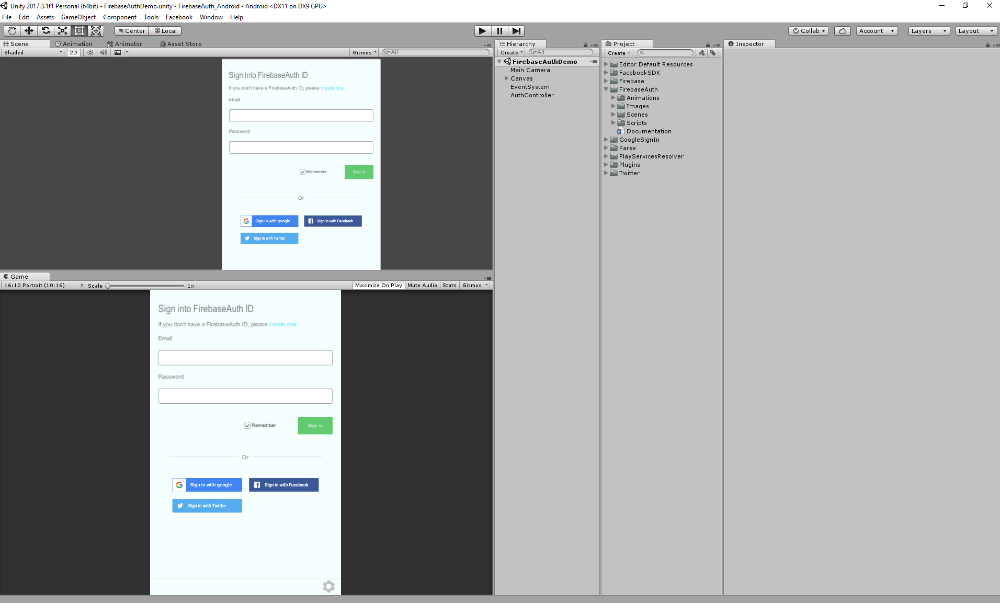 Unity 2017.3.1f1 Personal (64bit) - FirebaseAuthDemo.unity - FirebaseAuth_Android - Android <DX11 on DX9 GPU>
File Edit Assets GameObject Component Tools Facebook Window Help
Center Local Collab Account Layers Layout
Scene Animation Animator Asset Store
Shaded 2D Gizmos All
Sign into FirebaseAuth ID
If you don't have a FirebaseAuth ID, please create one.
Email
Password
Remember Sign in
Or
Sign in with google Sign in with Facebook
Sign in with Twitter
Game
16:10 Portrait (10:16) Scale 1x Maximize On Play Mute Audio Stats Gizmos
Sign into FirebaseAuth ID
If you don't have a FirebaseAuth ID, please create one.
Email
Password
Remember Sign in
Or
Sign in with google Sign in with Facebook
Sign in with Twitter
Hierarchy
Create All
FirebaseAuthDemo
Main Camera
Canvas
EventSystem
AuthController
Project
Create
Editor Default Resources
FacebookSDK
Firebase
FirebaseAuth
Animations
Images
Scenes
Scripts
Documentation
GoogleSignIn
Parse
PlayServicesResolver
Plugins
Twitter
Inspector